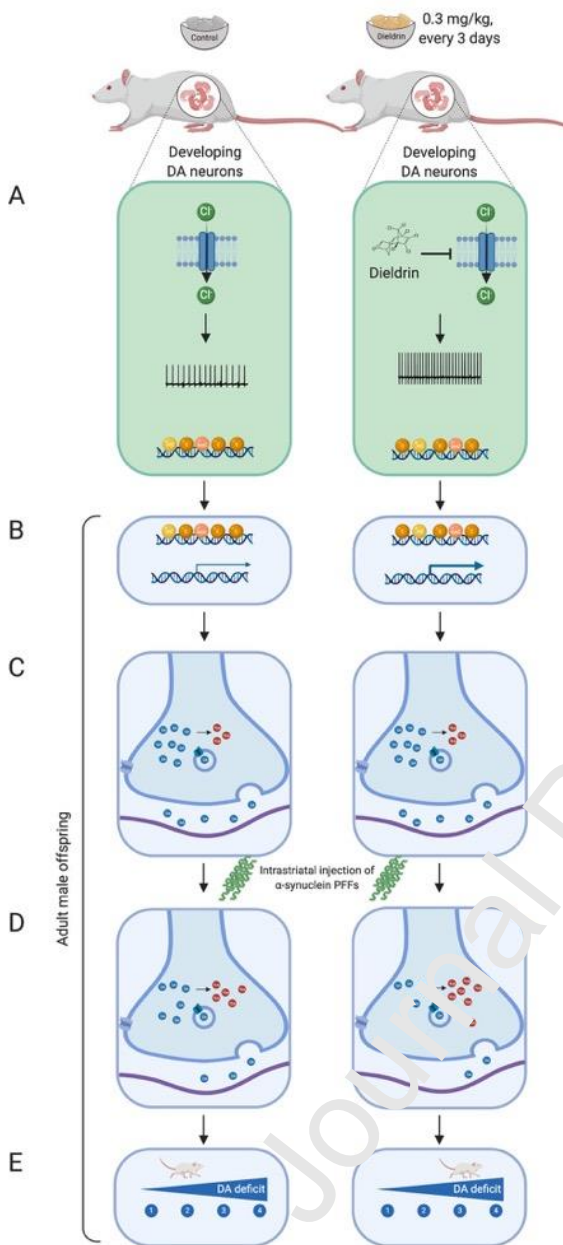 Control
Dieldrin
0.3 mg/kg,
every 3 days
Developing
DA neurons
Developing
DA neurons
A
Cl-
Cl-
Cl-
Cl-
Dieldrin
B
C
Adult male offspring
Intrastriatal injection of
α-synuclein PFFs
D
E
DA deficit
1 2 3 4
DA deficit
1 2 3 4
Journal